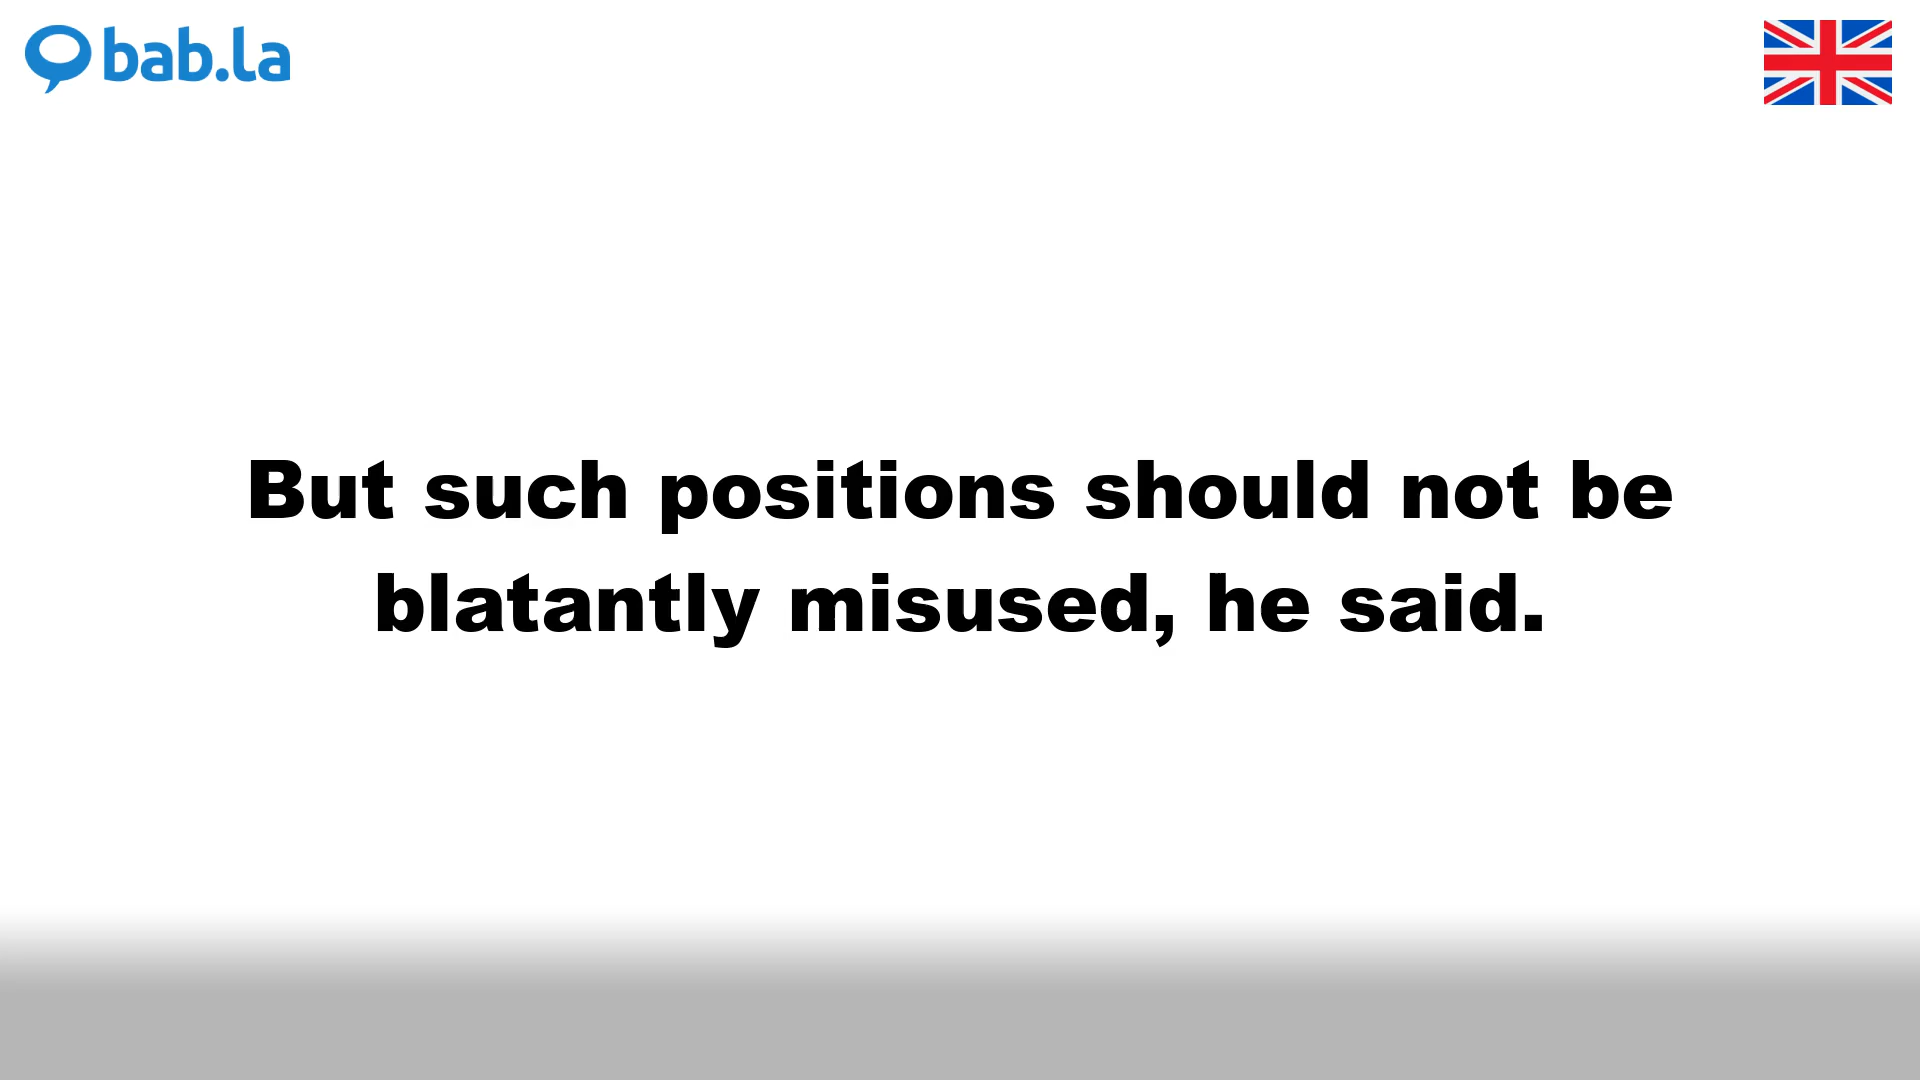 bab.la
But such positions should not be
blatantly misused, he said.